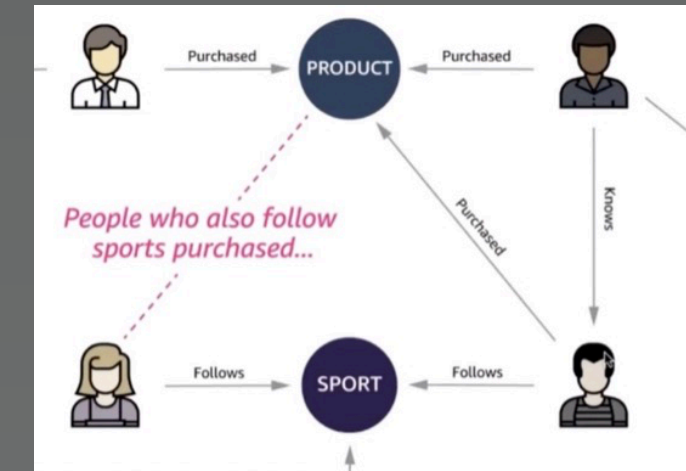 Purchased
PRODUCT
Purchased
People who also follow
sports purchased...
Purchased
Knows
Follows
SPORT
Follows